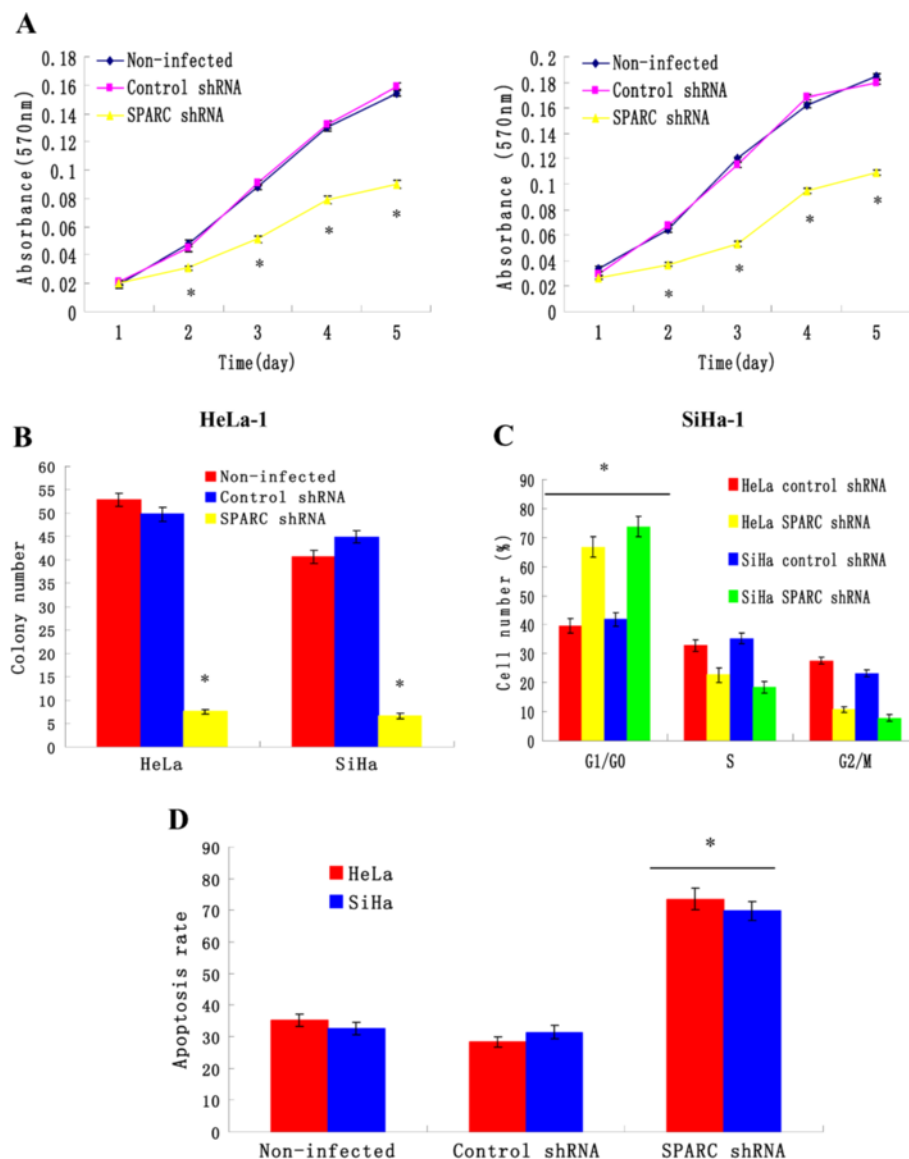 A
Non-infected
Control shRNA
SPARC shRNA
0.18
0.16
0.14
0.12
0.1
0.08
0.06
0.04
0.02
0
Absorbance(570nm)
*
*
*
*
1 2 3 4 5
Time(day)
HeLa-1
Non-infected
Control shRNA
SPARC shRNA
0.2
0.18
0.16
0.14
0.12
0.1
0.08
0.06
0.04
0.02
0
Absorbance (570nm)
*
*
*
*
1 2 3 4 5
Time(day)
SiHa-1
B
Non-infected
Control shRNA
SPARC shRNA
60
55
50
45
40
35
30
25
20
15
10
5
0
Colony number
* *
HeLa SiHa
C
*
HeLa control shRNA
HeLa SPARC shRNA
SiHa control shRNA
SiHa SPARC shRNA
90
80
70
60
50
40
30
20
10
0
Cell number (%)
G1/G0 S G2/M
D
*
HeLa
SiHa
90
80
70
60
50
40
30
20
10
0
Apoptosis rate
Non-infected Control shRNA SPARC shRNA